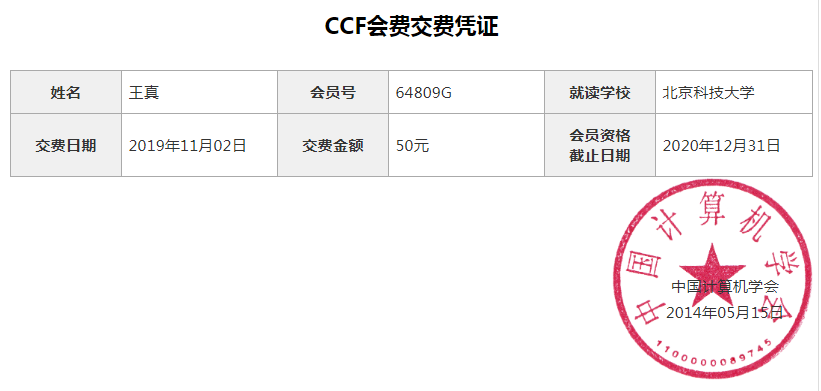 CCF会费交费凭证
姓名 王真 会员号 64809G 就读学校 北京科技大学
交费日期 2019年11月02日 交费金额 50元 会员资格截止日期 2020年12月31日
中国计算机学会
中国计算机学会
2014年05月15日
1100000089745